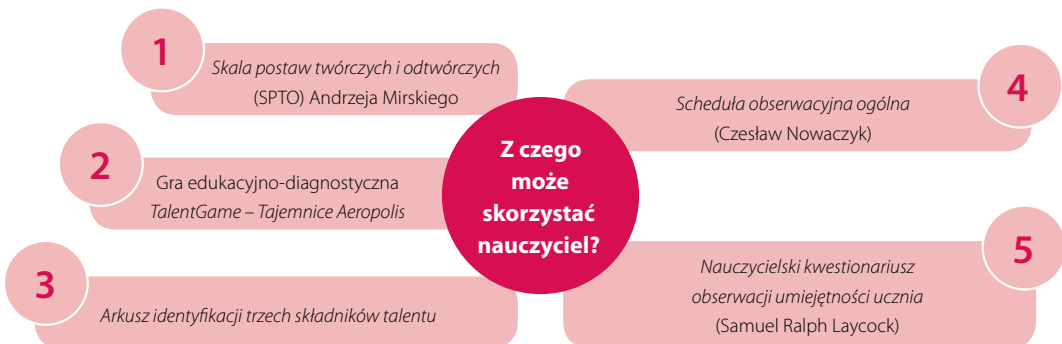 1
Skala postaw twórczych i odtwórczych
(SPTO) Andrzeja Mirskiego
2
Gra edukacyjno-diagnostyczna
TalentGame – Tajemnice Aeropolis
3
Arkusz identyfikacji trzech składników talentu
Z czego
może
skorzystać
nauczyciel?
4
Scheduła obserwacyjna ogólna
(Czesław Nowaczyk)
5
Nauczycielski kwestionariusz
obserwacji umiejętności ucznia
(Samuel Ralph Laycock)